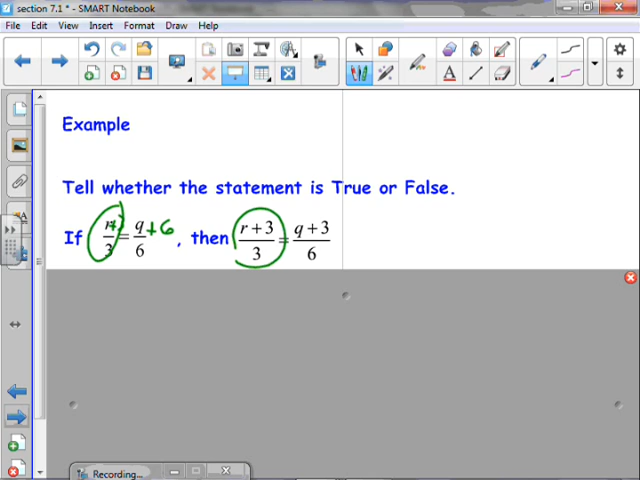 section 7.1 * - SMART Notebook
File Edit View Insert Format Tools Draw Help
Example
Tell whether the statement is True or False.
If r/3 = q/6 +6, then (r + 3)/3 = (q + 3)/6
Recording...